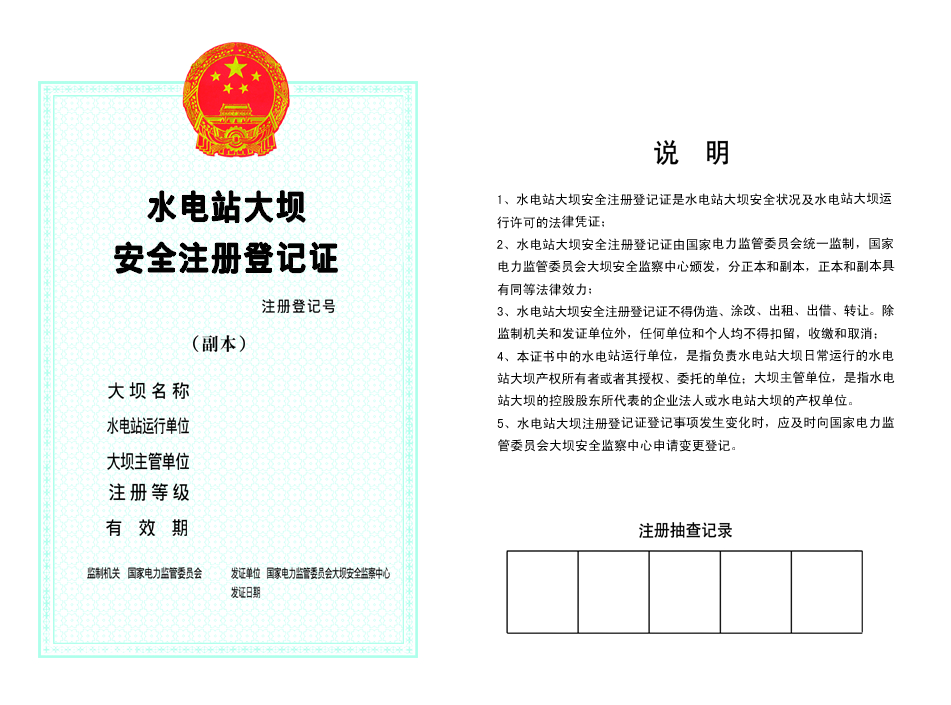 水电站大坝
安全注册登记证
注册登记号
（副本）
大坝名称
水电站运行单位
大坝主管单位
注册等级
有 效 期
监制机关 国家电力监管委员会 发证单位 国家电力监管委员会大坝安全监察中心
发证日期
说 明
1、水电站大坝安全注册登记证是水电站大坝安全状况及水电站大坝运
行许可的法律凭证；
2、水电站大坝安全注册登记证由国家电力监管委员会统一监制，国家
电力监管委员会大坝安全监察中心颁发，分正本和副本，正本和副本具
有同等法律效力；
3、水电站大坝安全注册登记证不得伪造、涂改、出租、出借、转让。除
监制机关和发证单位外，任何单位和个人均不得扣留，收缴和取消；
4、本证书中的水电站运行单位，是指负责水电站大坝日常运行的水电
站大坝产权所有者或者其授权、委托的单位；大坝主管单位，是指水电
站大坝的控股股东所代表的企业法人或水电站大坝的产权单位。
5、水电站大坝注册登记证登记事项发生变化时，应及时向国家电力监
管委员会大坝安全监察中心申请变更登记。
注册抽查记录